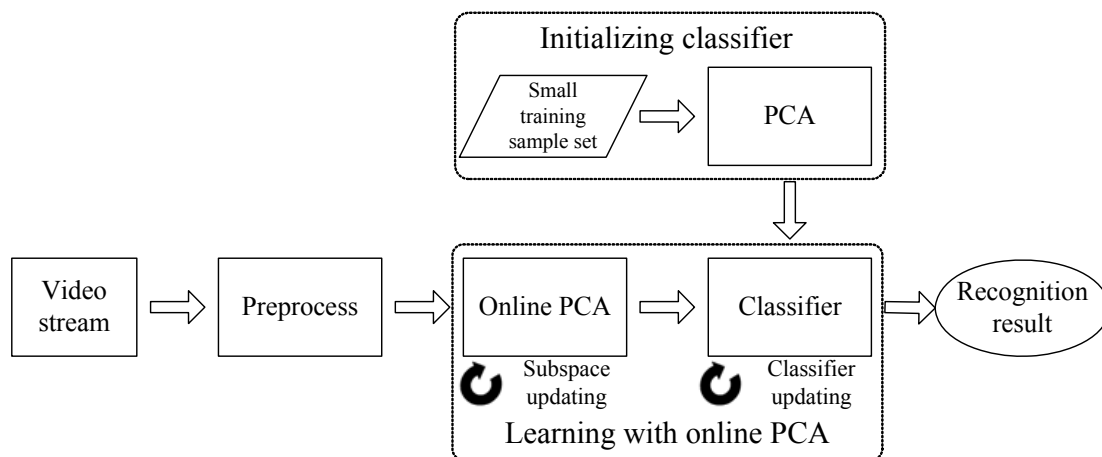 Initializing classifier
Small
training
sample set
PCA
Video
stream
Preprocess
Online PCA
Classifier
Recognition
result
Subspace
updating
Classifier
updating
Learning with online PCA